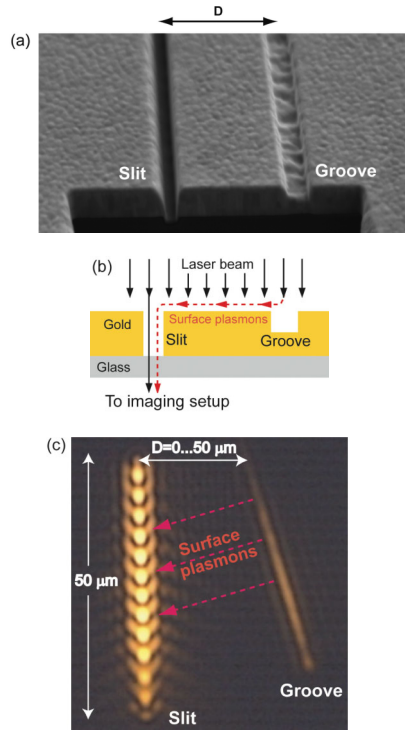 D
(a)
Slit
Groove
(b)
Laser beam
Gold
Surface plasmons
Slit
Groove
Glass
To imaging setup
(c)
D=0...50 μm
50 μm
Surface
plasmons
Groove
Slit